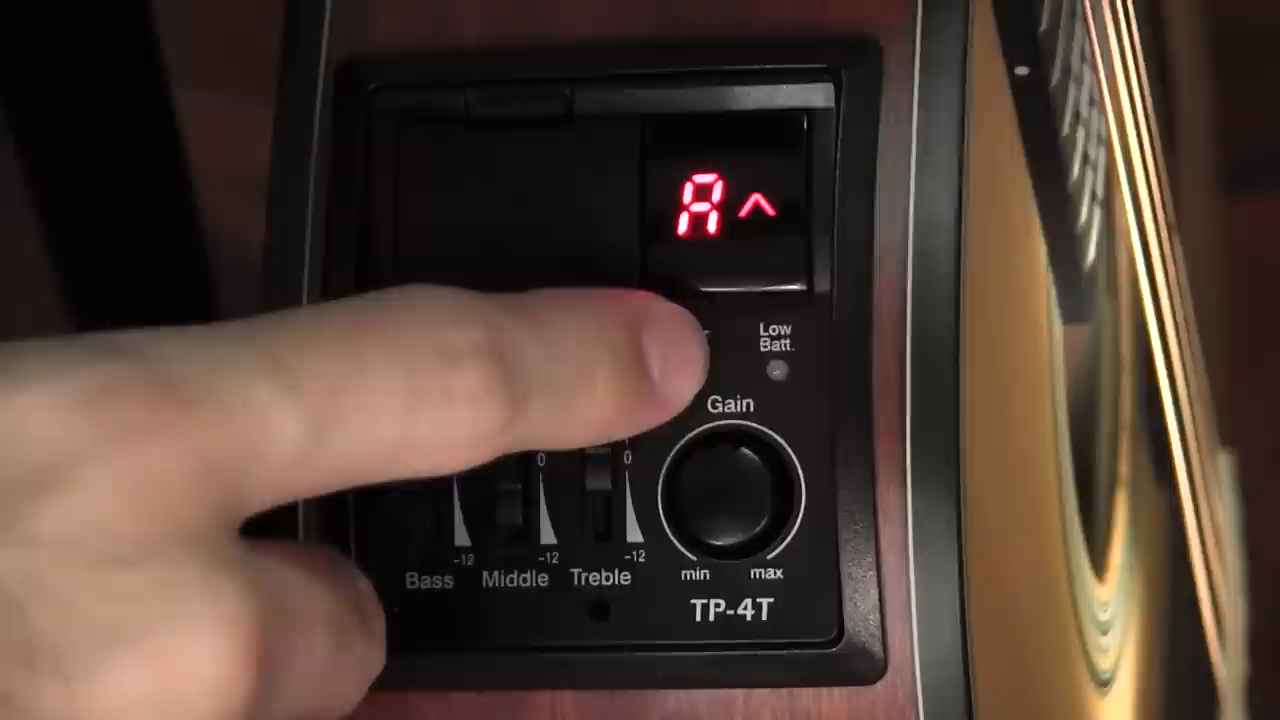 A ^
Low
Batt.
Gain
0 0
-12 -12 -12
Bass Middle Treble
min max
TP-4T